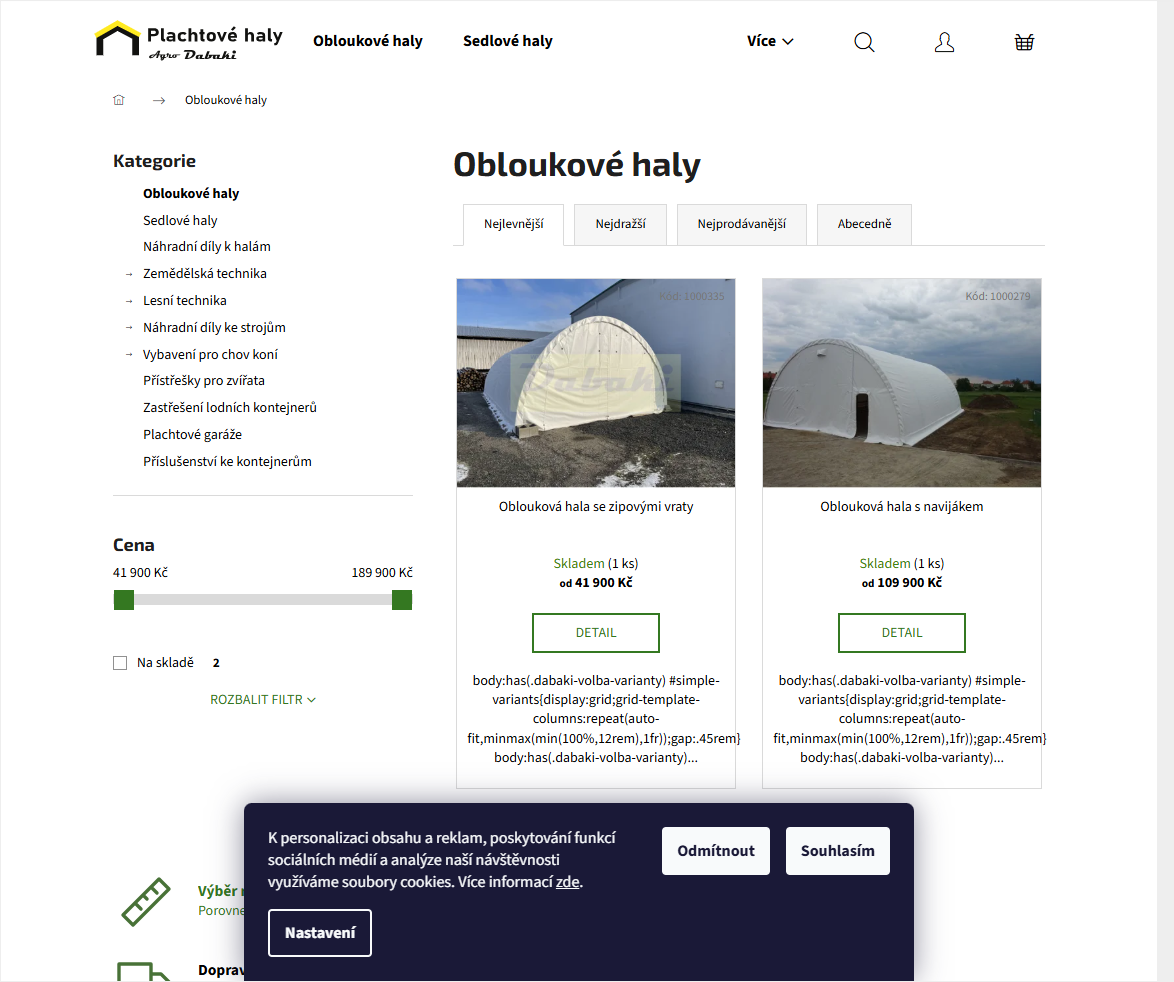 Plachtové haly
Agro Dabaki
Obloukové haly
Sedlové haly
Více
Obloukové haly
Kategorie
Obloukové haly
Sedlové haly
Náhradní díly k halám
Zemědělská technika
Lesní technika
Náhradní díly ke strojům
Vybavení pro chov koní
Přístřešky pro zvířata
Zastřešení lodních kontejnerů
Plachtové garáže
Příslušenství ke kontejnerům
Cena
41 900 Kč
189 900 Kč
Na skladě 2
ROZBALIT FILTR
Obloukové haly
Nejlevnější
Nejdražší
Nejprodávanější
Abecedně
Kód: 1000335
Dabaki
Oblouková hala se zipovými vraty
Skladem (1 ks)
od 41 900 Kč
DETAIL
body:has(.dabaki-volba-varianty) #simple-
variants{display:grid;grid-template-
columns:repeat(auto-
fit,minmax(min(100%,12rem),1fr));gap:.45rem}
body:has(.dabaki-volba-varianty)...
Kód: 1000279
Oblouková hala s navijákem
Skladem (1 ks)
od 109 900 Kč
DETAIL
body:has(.dabaki-volba-varianty) #simple-
variants{display:grid;grid-template-
columns:repeat(auto-
fit,minmax(min(100%,12rem),1fr));gap:.45rem}
body:has(.dabaki-volba-varianty)...
Výběr
Porovne
Doprav
K personalizaci obsahu a reklam, poskytování funkcí
sociálních médií a analýze naší návštěvnosti
využíváme soubory cookies. Více informací zde.
Odmítnout
Souhlasím
Nastavení